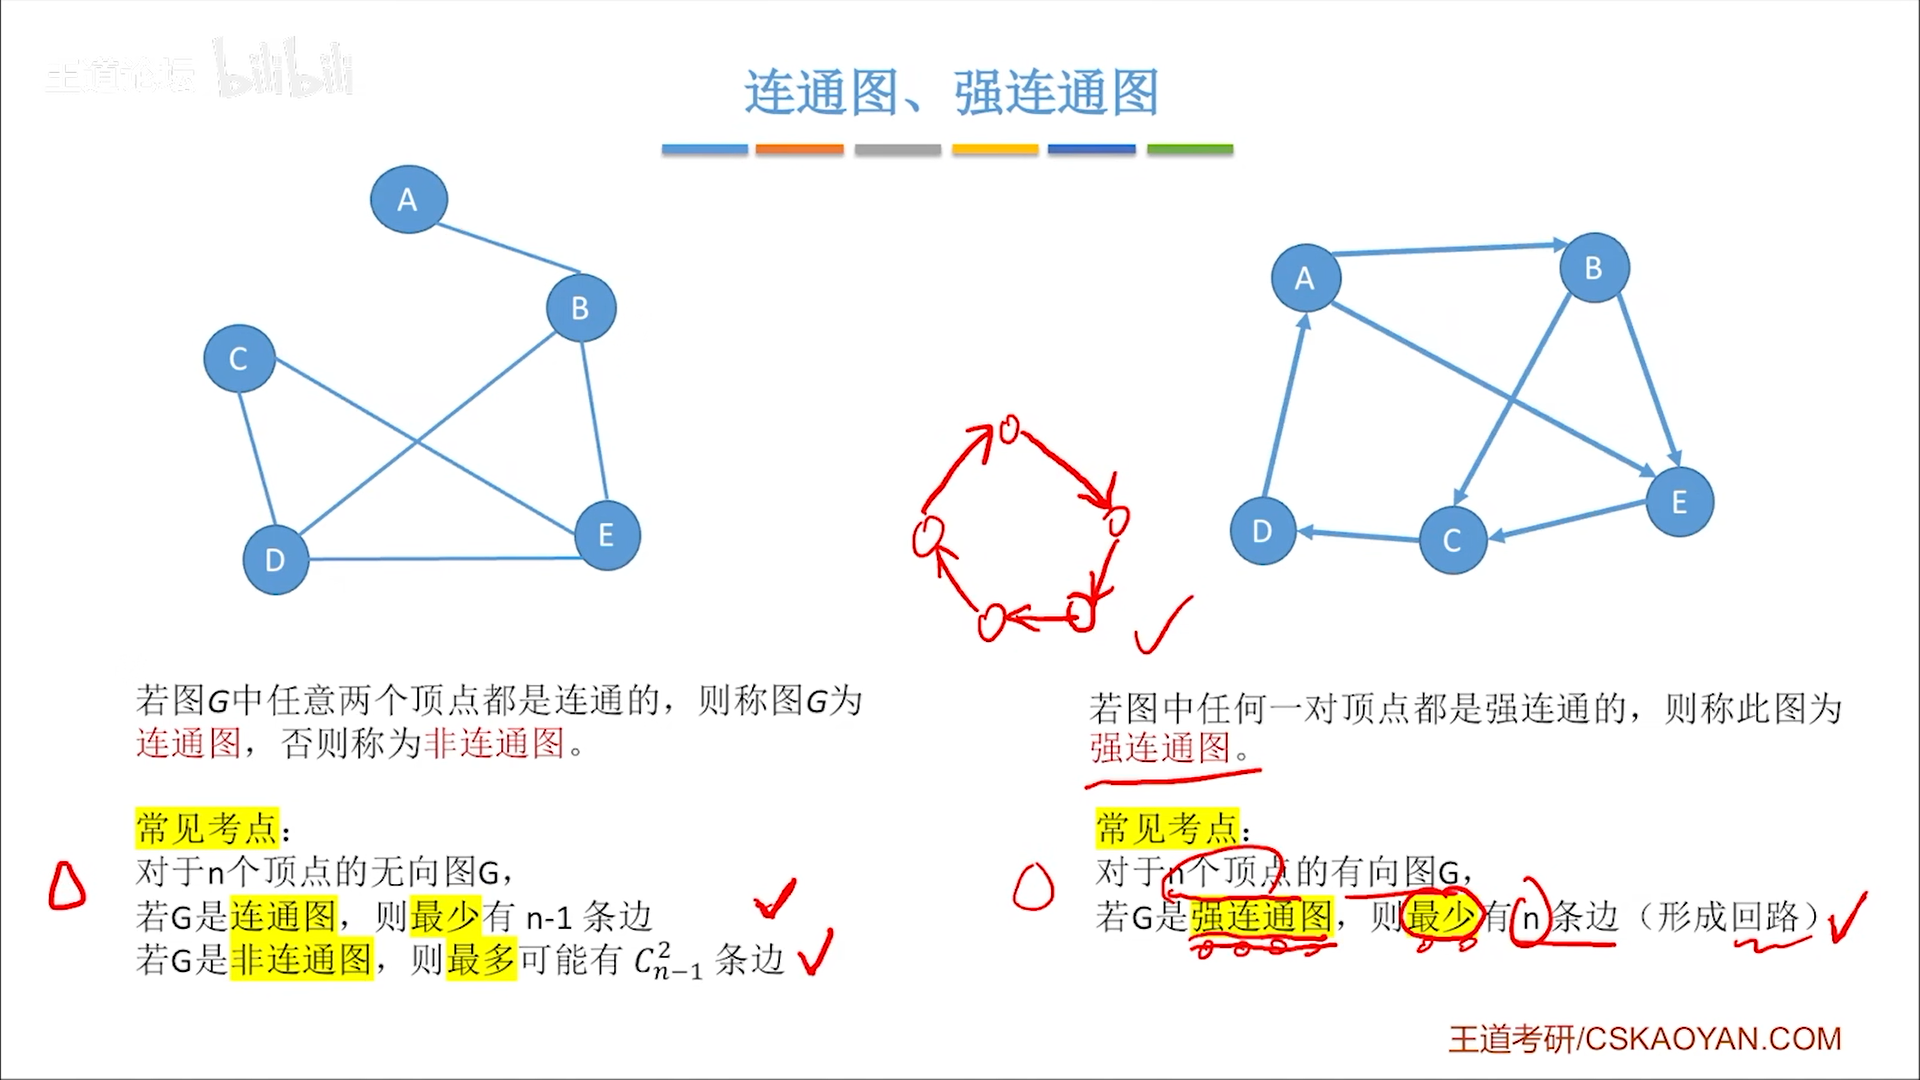 王道论坛 bilibili
连通图、强连通图
A
B
C
D
E
A
B
C
D
E
若图G中任意两个顶点都是连通的，则称图G为
连通图，否则称为非连通图。
常见考点：
对于n个顶点的无向图G，
若G是连通图，则最少有 n-1 条边
若G是非连通图，则最多可能有 $C_{n-1}^2$ 条边
若图中任何一对顶点都是强连通的，则称此图为
强连通图。
常见考点：
对于n个顶点的有向图G，
若G是强连通图，则最少有 n 条边（形成回路）
王道考研/CSKAOYAN.COM